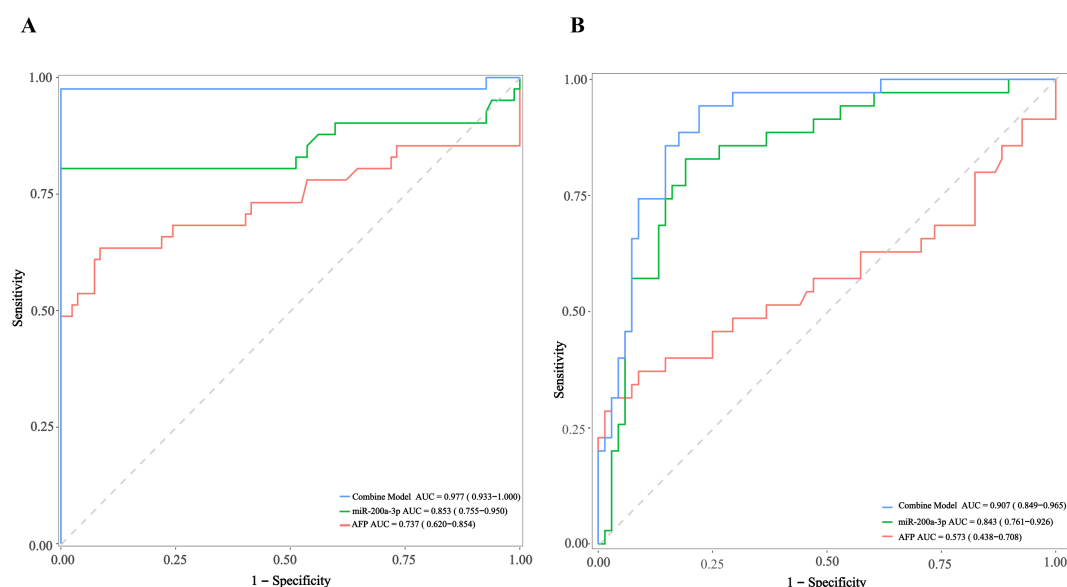 A
1.00
0.75
0.50
0.25
0.00
Sensitivity
Combine Model AUC = 0.977 ( 0.933−1.000)
miR-200a-3p AUC = 0.853 ( 0.755−0.950)
AFP AUC = 0.737 ( 0.620−0.854)
0.00 0.25 0.50 0.75 1.00
1 − Specificity
B
1.00
0.75
0.50
0.25
0.00
Sensitivity
Combine Model AUC = 0.907 ( 0.849−0.965)
miR-200a-3p AUC = 0.843 ( 0.761−0.926)
AFP AUC = 0.573 ( 0.438−0.708)
0.00 0.25 0.50 0.75 1.00
1 − Specificity